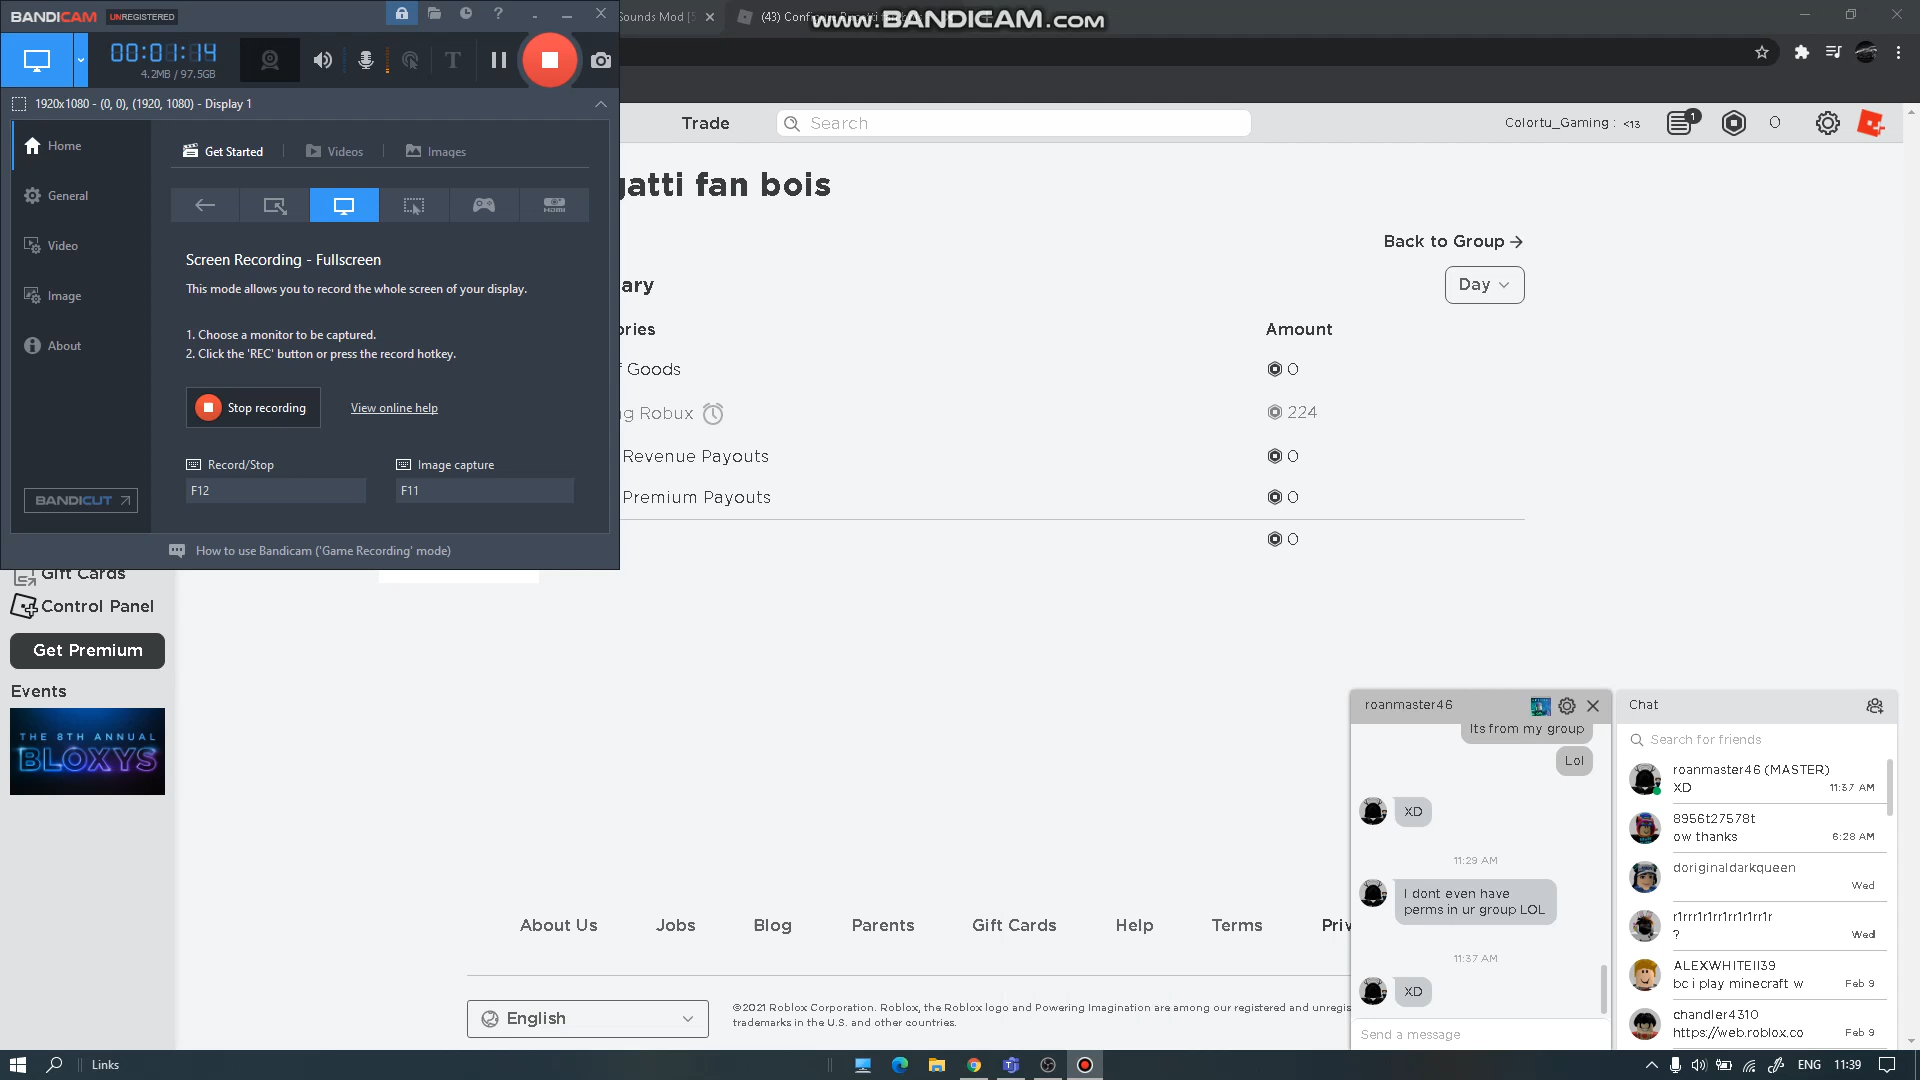 BANDICAM UNREGISTERED
Sounds Mod [
(43) Conf
www.BANDICAM.com
00:01:14
4.2MB / 97.5GB
1920x1080 - (0, 0), (1920, 1080) - Display 1
Home
General
Video
Image
About
BANDICUT
Get Started
Videos
Images
HDMI
Screen Recording - Fullscreen
This mode allows you to record the whole screen of your display.
1. Choose a monitor to be captured.
2. Click the 'REC' button or press the record hotkey.
Stop recording
View online help
Record/Stop
Image capture
F12
F11
How to use Bandicam ('Game Recording' mode)
Trade
Search
Colortu_Gaming : <13
1
0
gatti fan bois
Back to Group
ary
Day
ories
Amount
f Goods
0
g Robux
224
Revenue Payouts
0
Premium Payouts
0
0
Gift Cards
Control Panel
Get Premium
Events
THE 8TH ANNUAL
BLOXYS
About Us
Jobs
Blog
Parents
Gift Cards
Help
Terms
Priv
English
©2021 Roblox Corporation. Roblox, the Roblox logo and Powering Imagination are among our registered and unregis
trademarks in the U.S. and other countries.
roanmaster46
Its from my group
Lol
XD
11:29 AM
I dont even have
perms in ur group LOL
11:37 AM
XD
Send a message
Chat
Search for friends
roanmaster46 (MASTER)
XD
11:37 AM
8956t27578t
ow thanks
6:28 AM
doriginaldarkqueen
Wed
r1rrr1r1rr1rr1r1rr1r
?
Wed
ALEXWHITEII39
bc i play minecraft w
Feb 9
chandler4310
https://web.roblox.co
Feb 9
Links
ENG
11:39